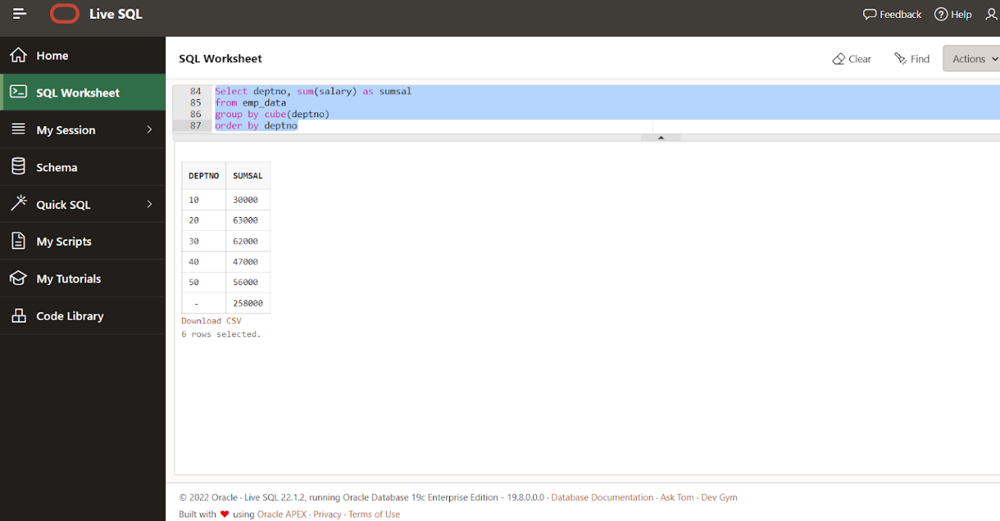 Live SQL
Feedback
Help
Home
SQL Worksheet
My Session
Schema
Quick SQL
My Scripts
My Tutorials
Code Library
SQL Worksheet
Clear
Find
Actions
84 Select deptno, sum(salary) as sumsal
85 from emp_data
86 group by cube(deptno)
87 order by deptno
DEPTNO SUMSAL
10 30000
20 63000
30 62000
40 47000
50 56000
- 258000
Download CSV
6 rows selected.
© 2022 Oracle · Live SQL 22.1.2, running Oracle Database 19c Enterprise Edition - 19.8.0.0.0 · Database Documentation · Ask Tom · Dev Gym
Built with ❤ using Oracle APEX · Privacy · Terms of Use